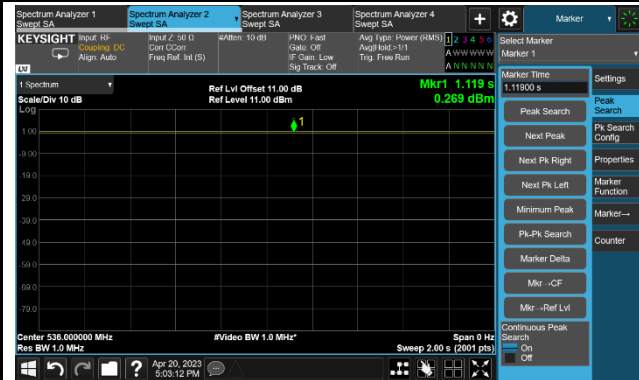 Spectrum Analyzer 1
Swept SA
Spectrum Analyzer 2
Swept SA
Spectrum Analyzer 3
Swept SA
Spectrum Analyzer 4
Swept SA
+
Marker
KEYSIGHT
Input: RF
Coupling: DC
Align: Auto
Input Z: 50 Ω
Corr CCorr
Freq Ref: Int (S)
#Atten: 10 dB
PNO: Fast
Gate: Off
IF Gain: Low
Sig Track: Off
Avg Type: Power (RMS)
Avg|Hold:>1/1
Trig: Free Run
1 2 3 4 5 6
A W W W W W
A N N N N N
LXI
Select Marker
Marker 1
1 Spectrum
Scale/Div 10 dB
Log
Ref Lvl Offset 11.00 dB
Ref Level 11.00 dBm
Mkr1 1.119 s
0.269 dBm
1
1.00
-9.00
-19.0
-29.0
-39.0
-49.0
-59.0
-69.0
-79.0
Center 536.000000 MHz
Res BW 1.0 MHz
#Video BW 1.0 MHz*
Span 0 Hz
Sweep 2.00 s (2001 pts)
Marker Time
1.11900 s
Peak Search
Next Peak
Next Pk Right
Next Pk Left
Minimum Peak
Pk-Pk Search
Marker Delta
Mkr→CF
Mkr→Ref Lvl
Continuous Peak
Search
On
Off
Settings
Peak
Search
Pk Search
Config
Properties
Marker
Function
Marker→
Counter
?
Apr 20, 2023
5:03:12 PM